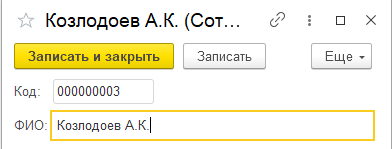 Козлодоев А.К. (Сот...
Записать и закрыть Записать Еще
Код: 000000003
ФИО: Козлодоев А.К.